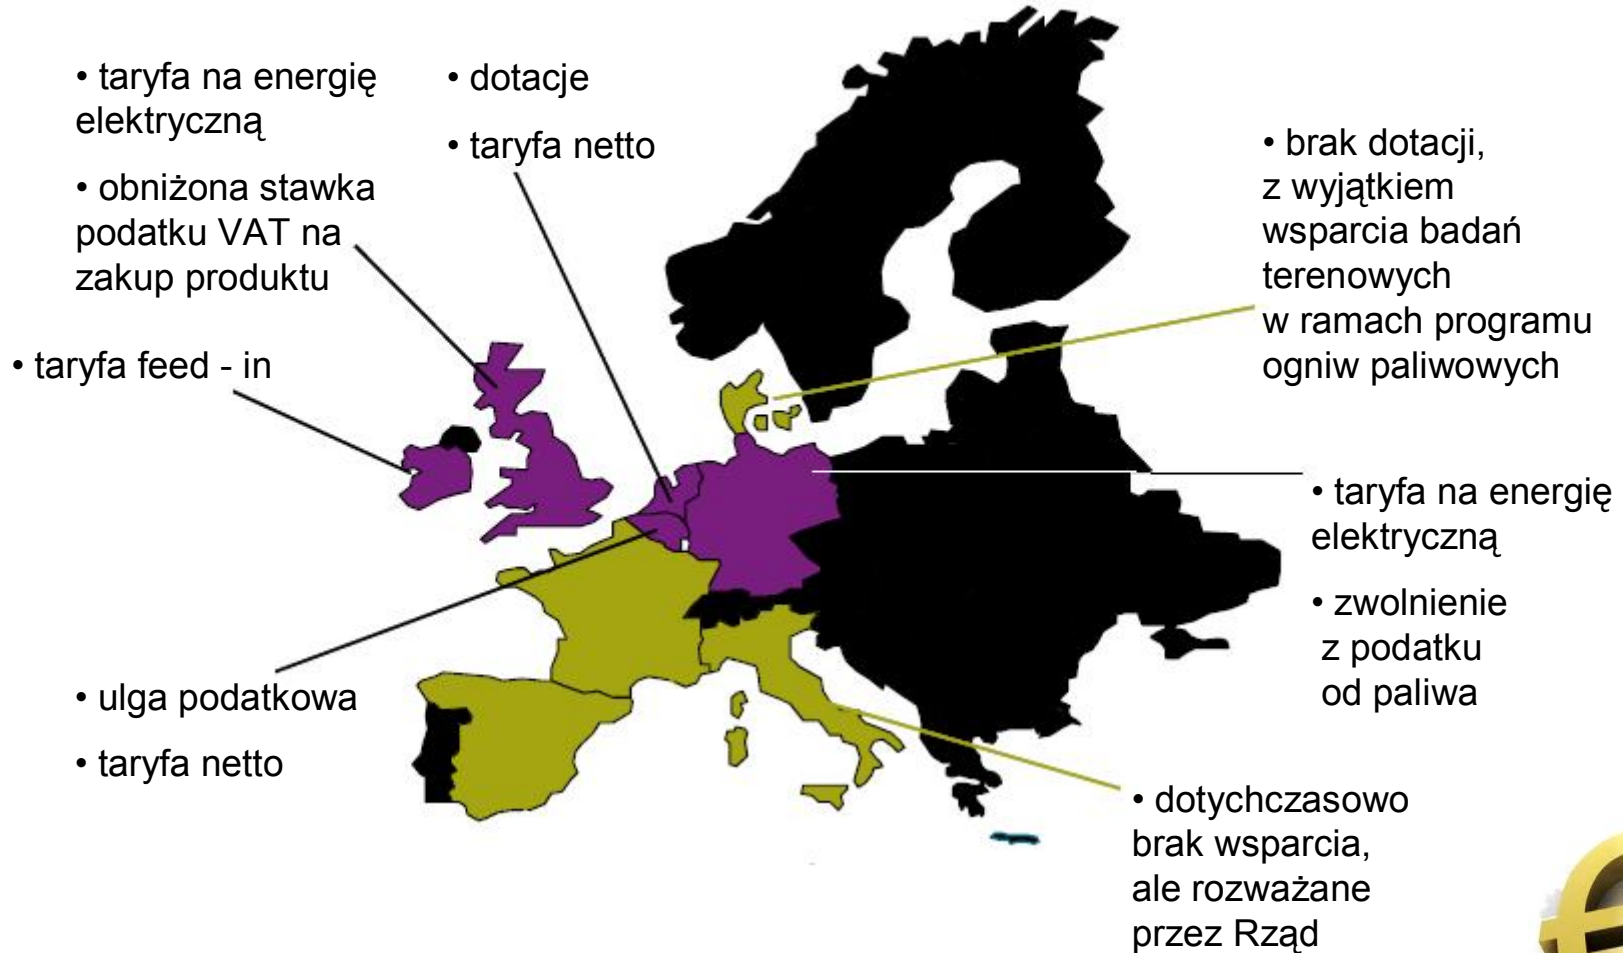 • taryfa na energię
elektryczną
• obniżona stawka
podatku VAT na
zakup produktu
• dotacje
• taryfa netto
• brak dotacji,
z wyjątkiem
wsparcia badań
terenowych
w ramach programu
ogniw paliwowych
• taryfa feed - in
• taryfa na energię
elektryczną
• zwolnienie
z podatku
od paliwa
• ulga podatkowa
• taryfa netto
• dotychczasowo
brak wsparcia,
ale rozważane
przez Rząd